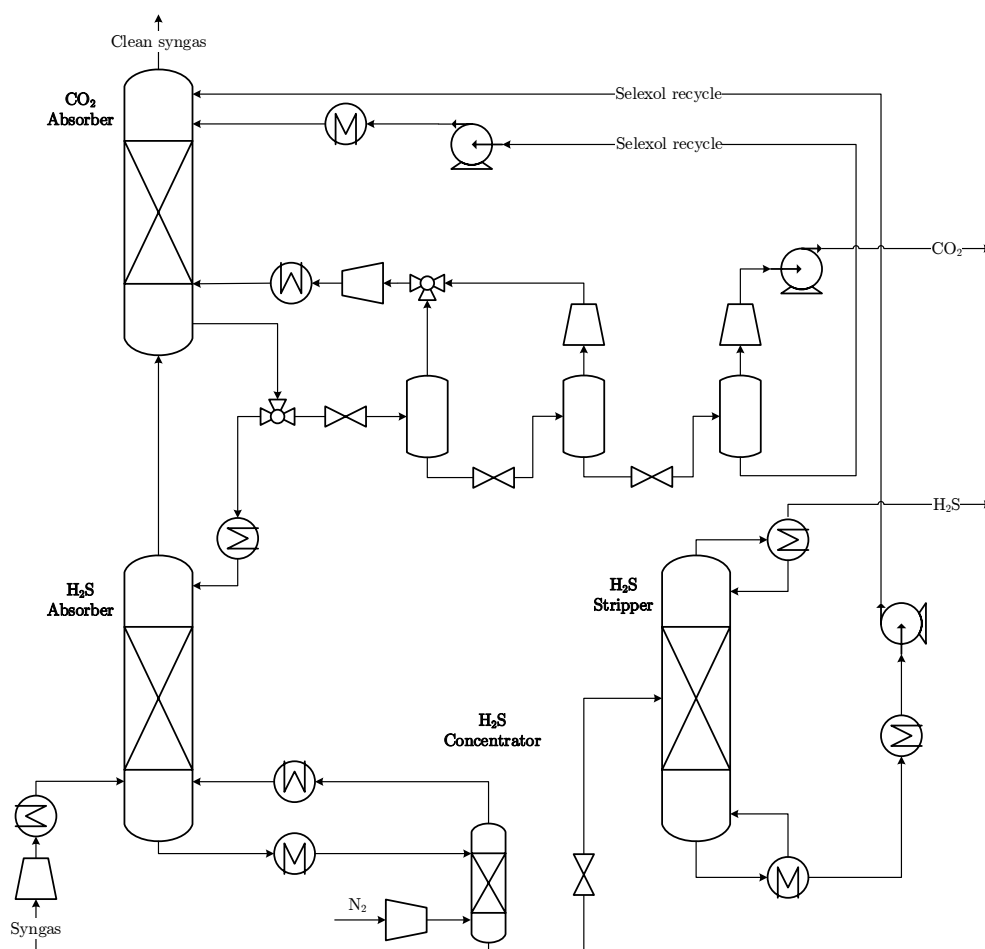 Clean syngas
CO₂
Absorber
Selexol recycle
Selexol recycle
CO₂
H₂S
H₂S
Absorber
H₂S
Stripper
H₂S
Concentrator
N₂
Syngas